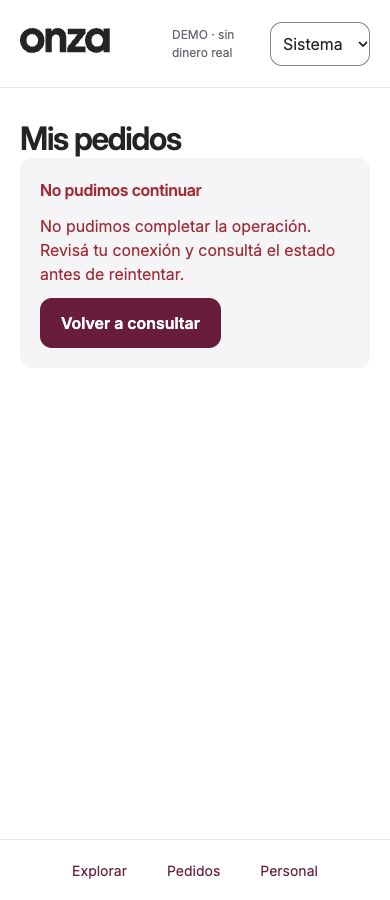 onza
DEMO · sin
dinero real
Sistema
Mis pedidos
No pudimos continuar
No pudimos completar la operación.
Revisá tu conexión y consultá el estado
antes de reintentar.
Volver a consultar
Explorar Pedidos Personal